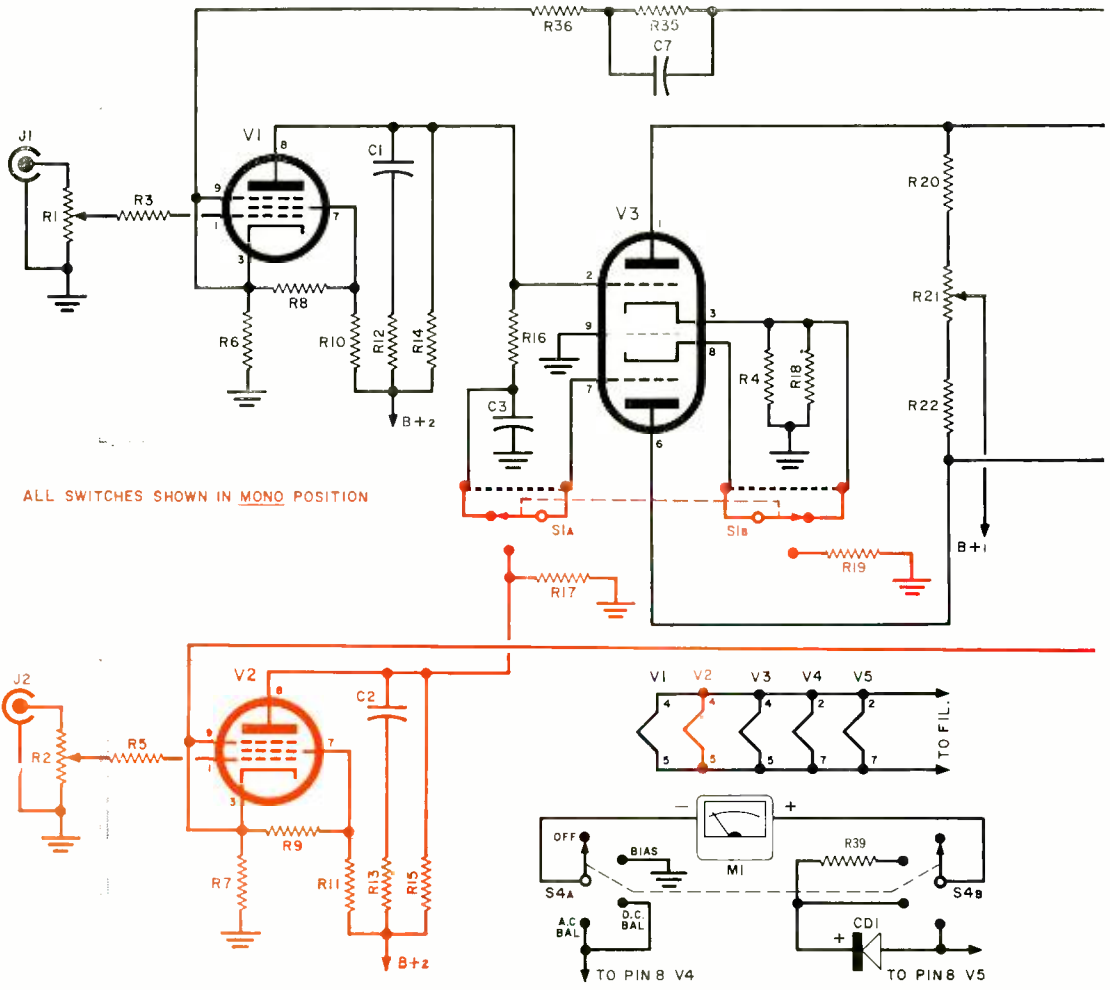 R36
R35
C7
J1
V1
8
C1
R1
R3
9
1
7
3
R8
R6
R10
R12
R14
B+2
V3
1
2
9
7
3
8
6
R16
C3
R4
R18
R20
R21
R22
B+1
ALL SWITCHES SHOWN IN MONO POSITION
S1A
S1B
R17
R19
J2
V2
8
C2
R2
R5
9
1
7
3
R9
R7
R11
R13
R15
B+2
V1 V2 V3 V4 V5
4 4 4 2 2
5 5 5 7 7
TO FIL.
− +
M1
OFF
BIAS
S4A
A.C. BAL
D.C. BAL
TO PIN 8 V4
R39
S4B
+
CD1
TO PIN 8 V5